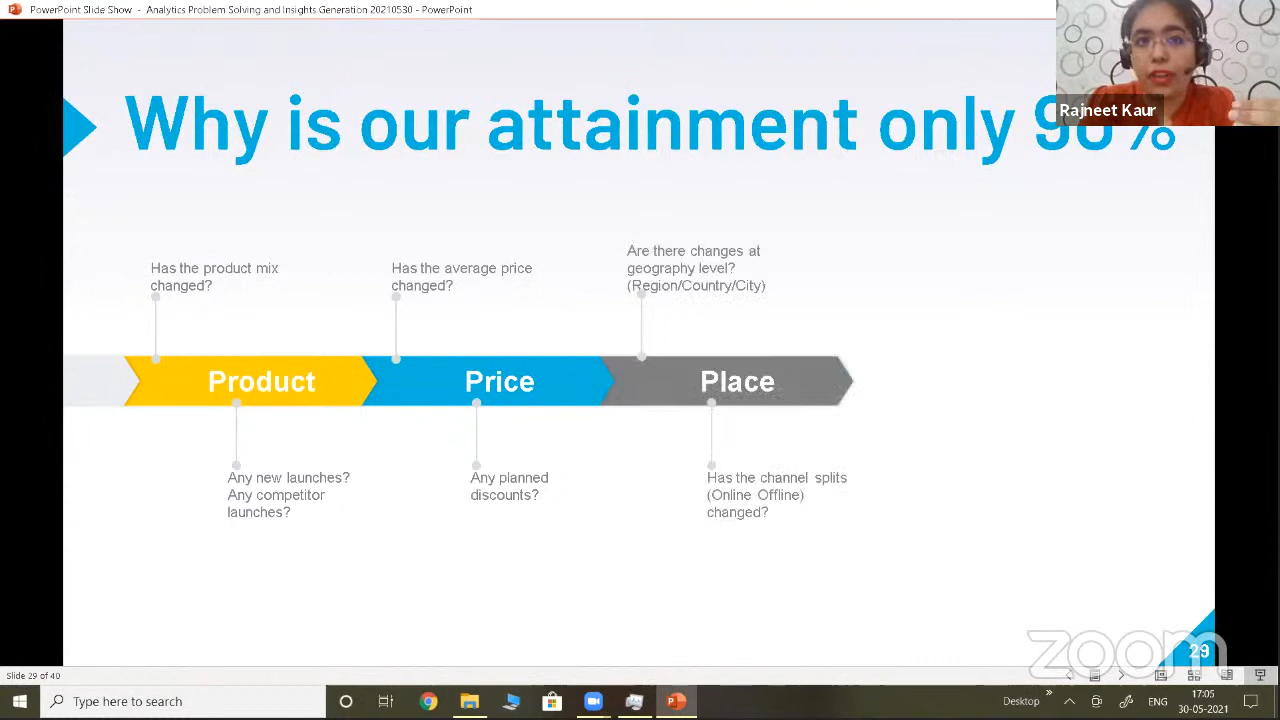 PowerPoint Slide Show - Analytics Problem Solving and Insights Generation 20210530 - PowerPoint
Rajneet Kaur
Why is our attainment only
Has the product mix
changed?
Has the average price
changed?
Are there changes at
geography level?
(Region/Country/City)
Product
Price
Place
Any new launches?
Any competitor
launches?
Any planned
discounts?
Has the channel splits
(Online Offline)
changed?
zoom
29
Slide 29 of 40
Type here to search
Desktop
ENG
17:05
30-05-2021